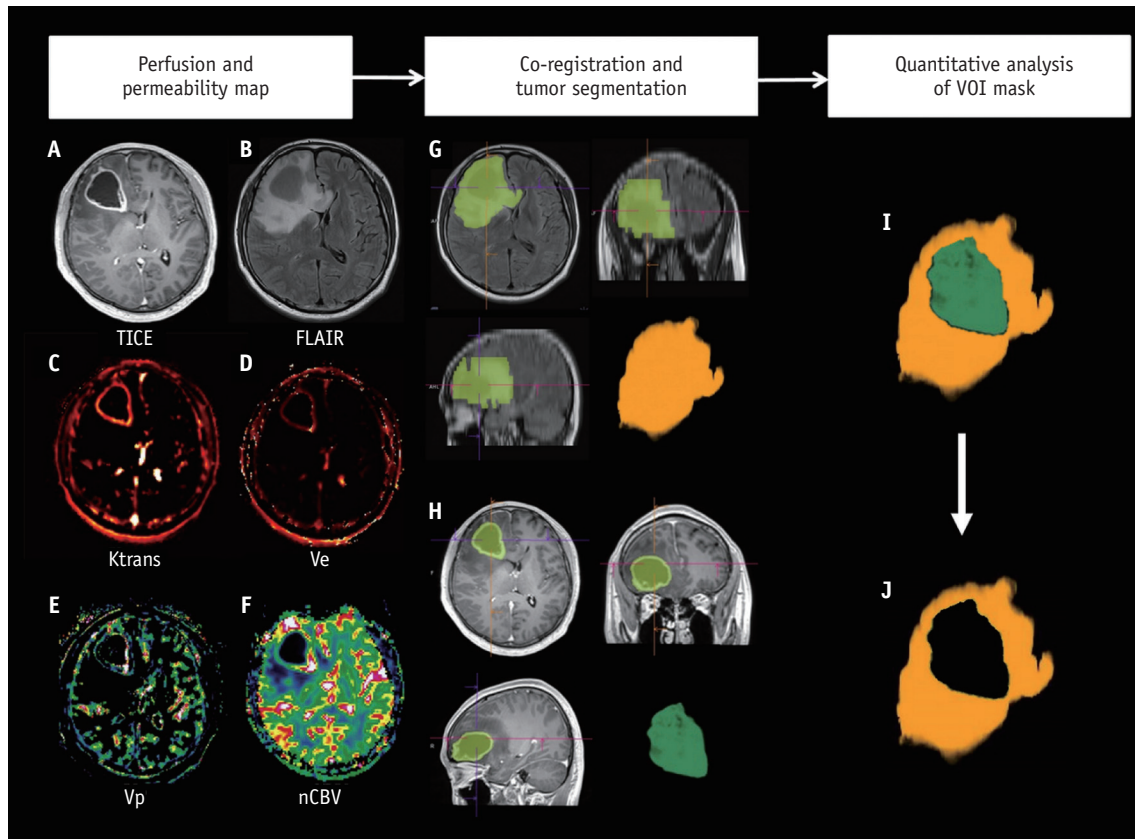 Perfusion and
permeability map
Co-registration and
tumor segmentation
Quantitative analysis
of VOI mask
A
B
TICE
FLAIR
C
D
Ktrans
Ve
E
F
Vp
nCBV
G
H
I
J